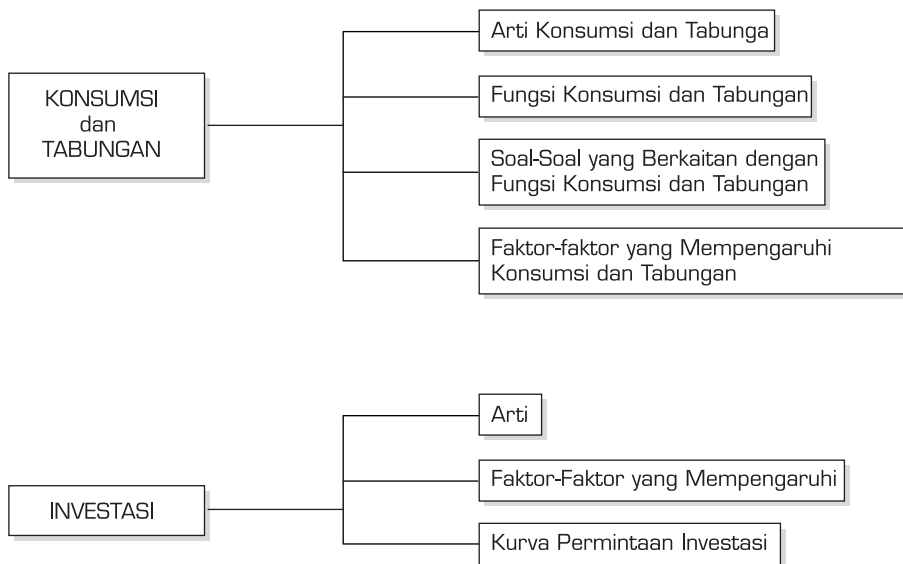 KONSUMSI
dan
TABUNGAN
Arti Konsumsi dan Tabunga
Fungsi Konsumsi dan Tabungan
Soal-Soal yang Berkaitan dengan
Fungsi Konsumsi dan Tabungan
Faktor-faktor yang Mempengaruhi
Konsumsi dan Tabungan
INVESTASI
Arti
Faktor-Faktor yang Mempengaruhi
Kurva Permintaan Investasi